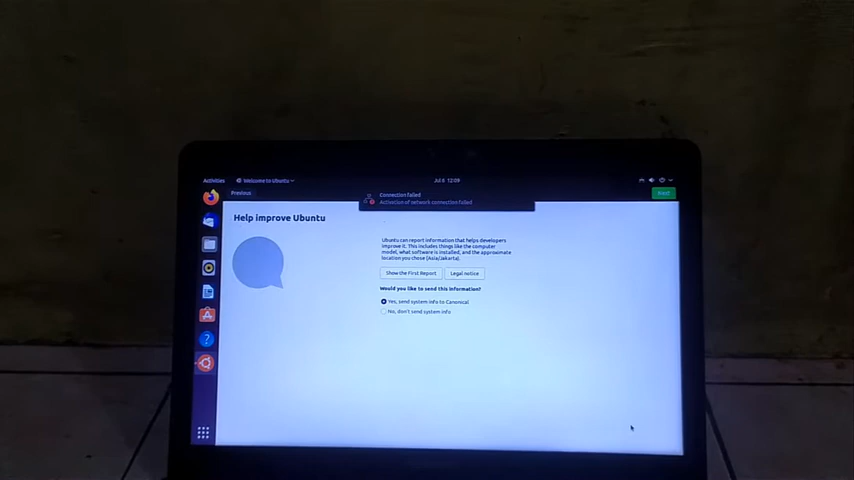 Activities
Welcome to Ubuntu
Jul 8 12:09
Previous
Connection failed
Activation of network connection failed
Next
Help improve Ubuntu
Ubuntu can report information that helps developers
improve it. This includes things like the computer
model, what software is installed, and the approximate
location you chose (Asia/Jakarta).
Show the First Report
Legal notice
Would you like to send this information?
Yes, send system info to Canonical
No, don't send system info